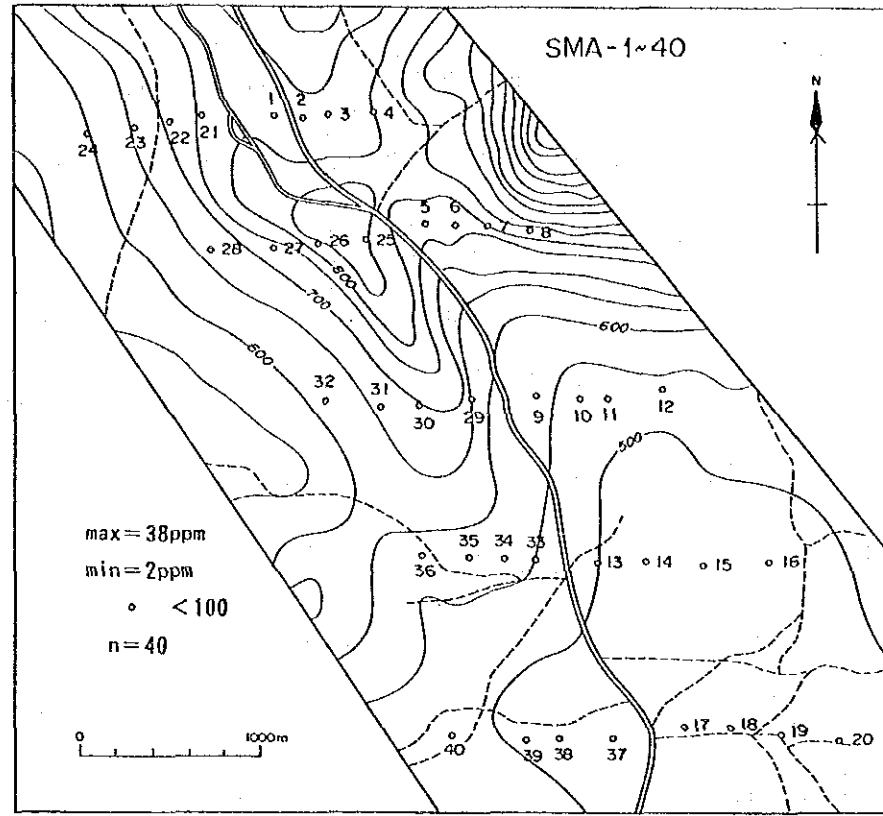 SMA-1~40
N
1 2 3 4
24 23 22 21
5 6 7 8
28 27 26 25
800
700
600
600
32 31 30 29 9 10 11 12
500
36 35 34 33 13 14 15 16
max=38ppm
min=2ppm
<100
n=40
0 1000m
40 39 38 37 17 18 19 20